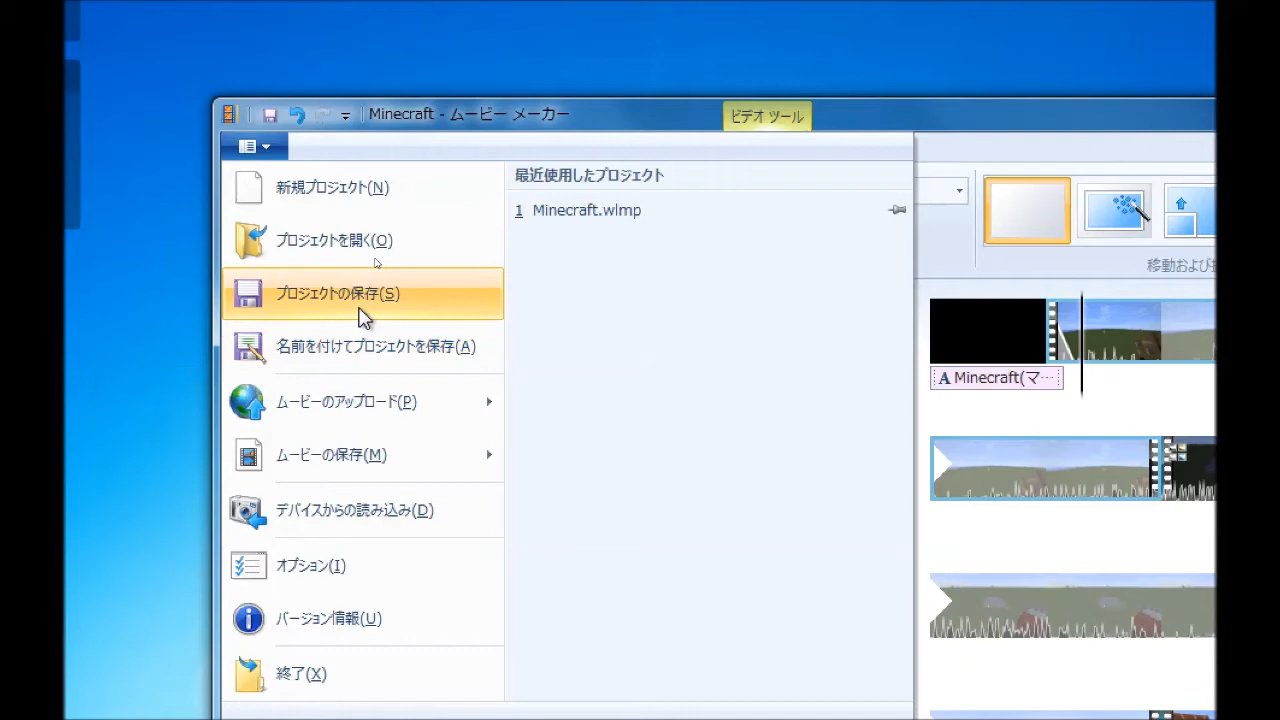 Minecraft - ムービー メーカー
ビデオ ツール
新規プロジェクト(N)
プロジェクトを開く(O)
プロジェクトの保存(S)
名前を付けてプロジェクトを保存(A)
ムービーのアップロード(P)
ムービーの保存(M)
デバイスからの読み込み(D)
オプション(I)
バージョン情報(U)
終了(X)
最近使用したプロジェクト
1 Minecraft.wlmp
移動および
A Minecraft(マ…